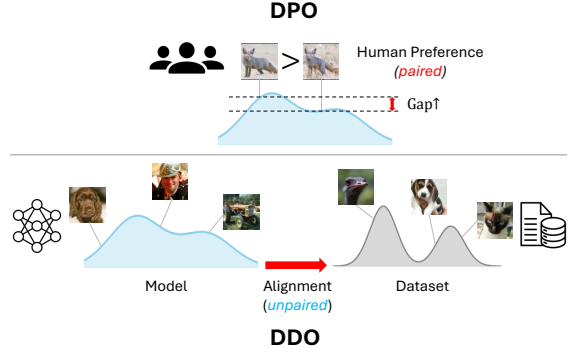 DPO
>
Human Preference
(paired)
Gap↑
Model
Alignment
(unpaired)
Dataset
DDO